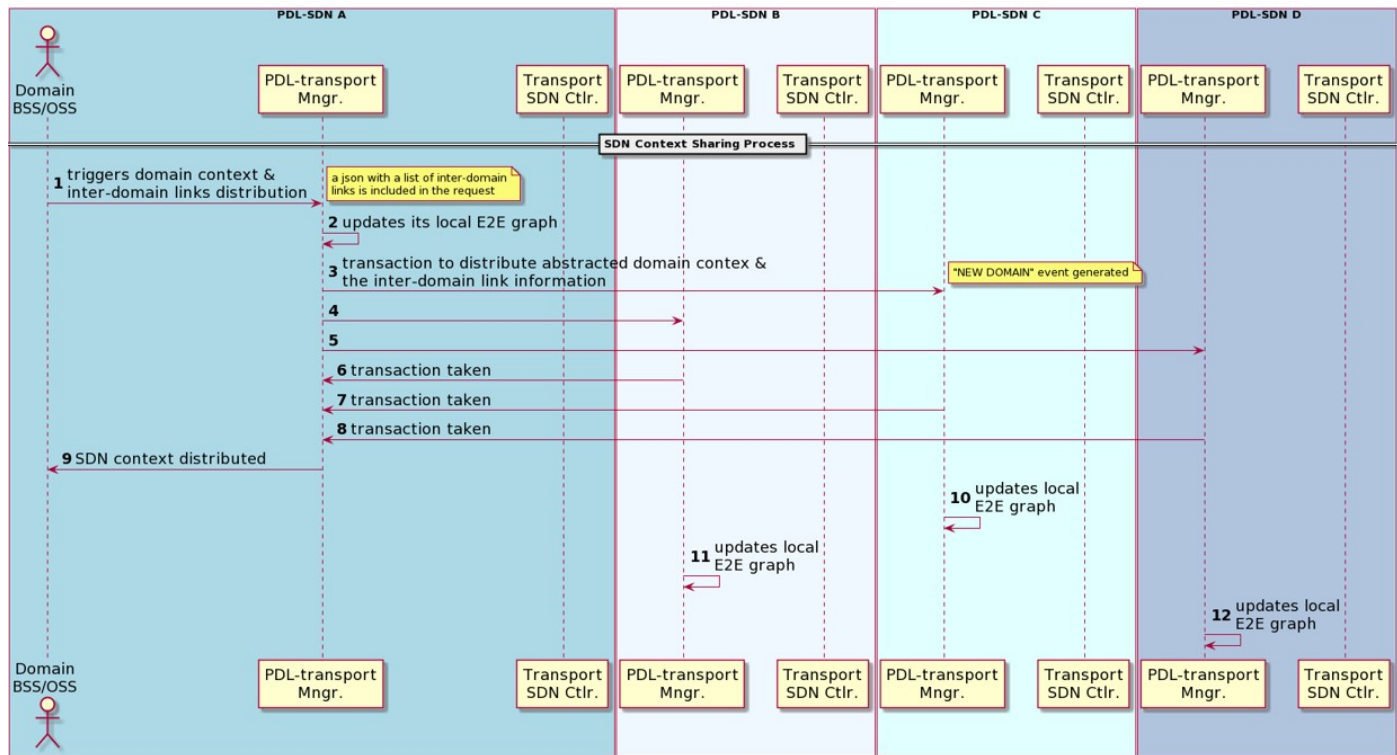 PDL-SDN A
PDL-SDN B
PDL-SDN C
PDL-SDN D
Domain
BSS/OSS
PDL-transport
Mngr.
Transport
SDN Ctlr.
PDL-transport
Mngr.
Transport
SDN Ctlr.
PDL-transport
Mngr.
Transport
SDN Ctlr.
PDL-transport
Mngr.
Transport
SDN Ctlr.
SDN Context Sharing Process
1 triggers domain context &
inter-domain links distribution
a json with a list of inter-domain
links is included in the request
2 updates its local E2E graph
3 transaction to distribute abstracted domain contex &
the inter-domain link information
"NEW DOMAIN" event generated
4
5
6 transaction taken
7 transaction taken
8 transaction taken
9 SDN context distributed
10 updates local
E2E graph
11 updates local
E2E graph
12 updates local
E2E graph
Domain
BSS/OSS
PDL-transport
Mngr.
Transport
SDN Ctlr.
PDL-transport
Mngr.
Transport
SDN Ctlr.
PDL-transport
Mngr.
Transport
SDN Ctlr.
PDL-transport
Mngr.
Transport
SDN Ctlr.